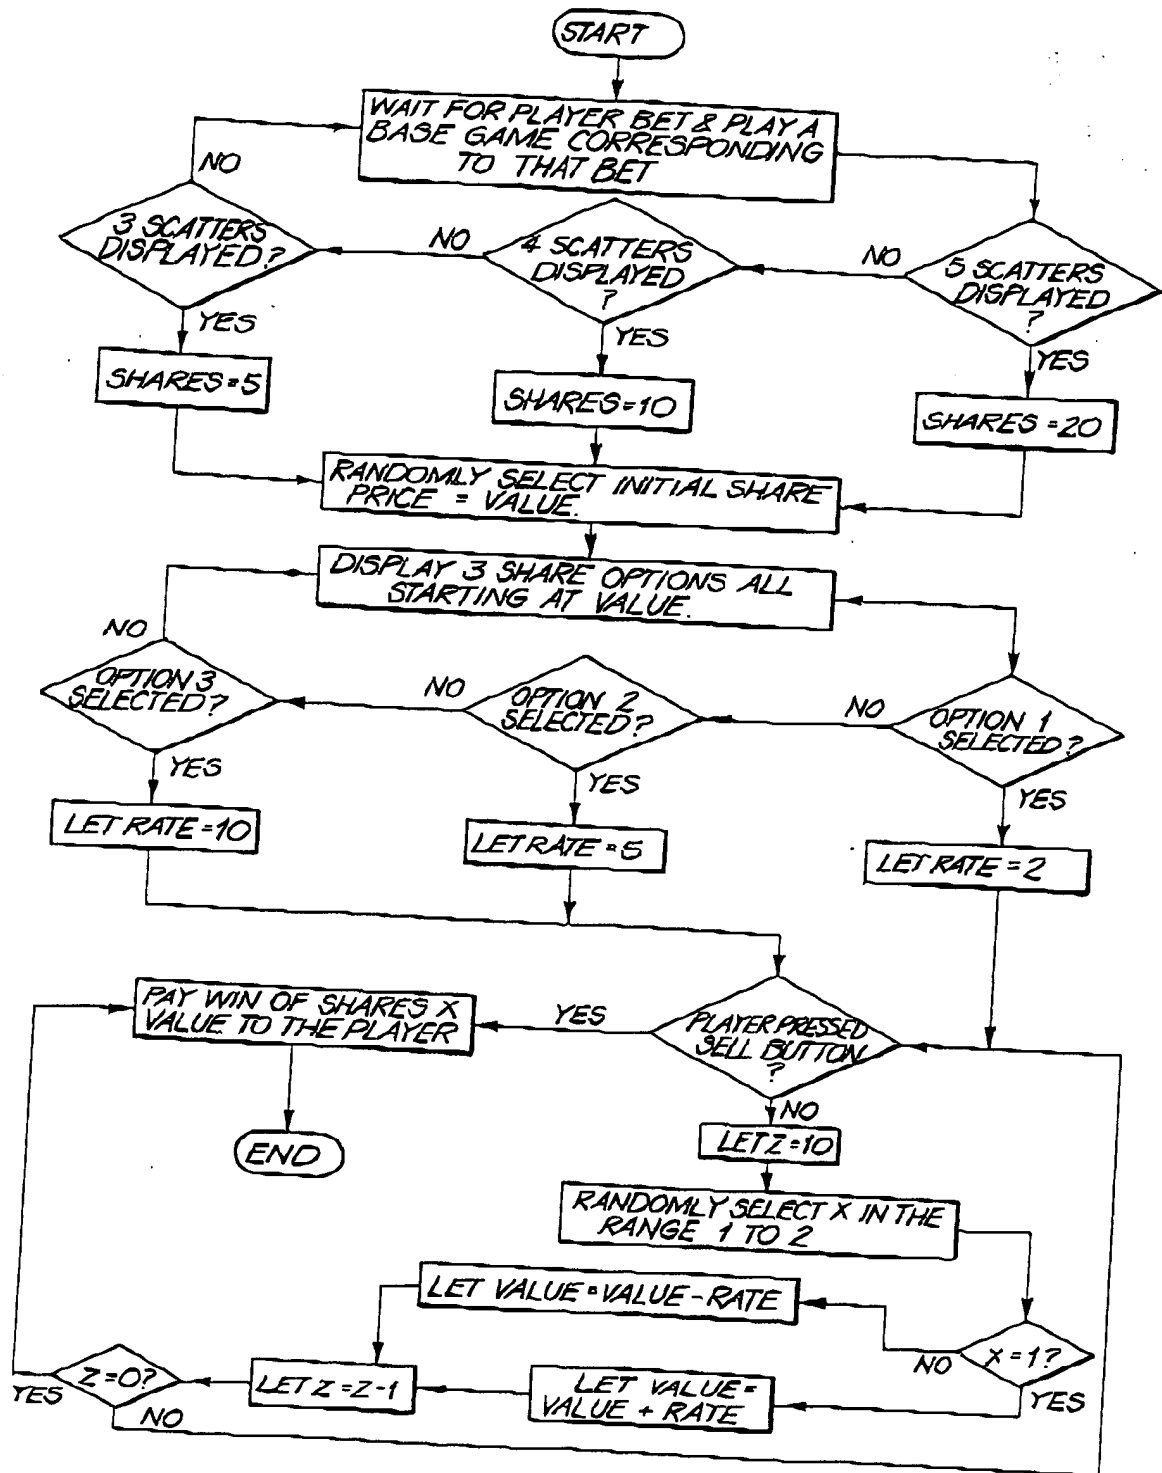 START
WAIT FOR PLAYER BET & PLAY A
BASE GAME CORRESPONDING
TO THAT BET
NO
3 SCATTERS
DISPLAYED?
NO
4 SCATTERS
DISPLAYED
?
NO
5 SCATTERS
DISPLAYED
?
YES
YES
YES
SHARES=5
SHARES=10
SHARES=20
RANDOMLY SELECT INITIAL SHARE
PRICE = VALUE.
DISPLAY 3 SHARE OPTIONS ALL
STARTING AT VALUE.
NO
OPTION 3
SELECTED?
NO
OPTION 2
SELECTED?
NO
OPTION 1
SELECTED?
YES
YES
YES
LET RATE=10
LET RATE=5
LET RATE=2
PAY WIN OF SHARES X
VALUE TO THE PLAYER
YES
PLAYER PRESSED
SELL BUTTON
?
END
NO
LET Z=10
RANDOMLY SELECT X IN THE
RANGE 1 TO 2
LET VALUE=VALUE-RATE
NO
X=1?
YES
LET VALUE=
VALUE + RATE
LET Z=Z-1
Z=0?
YES
NO